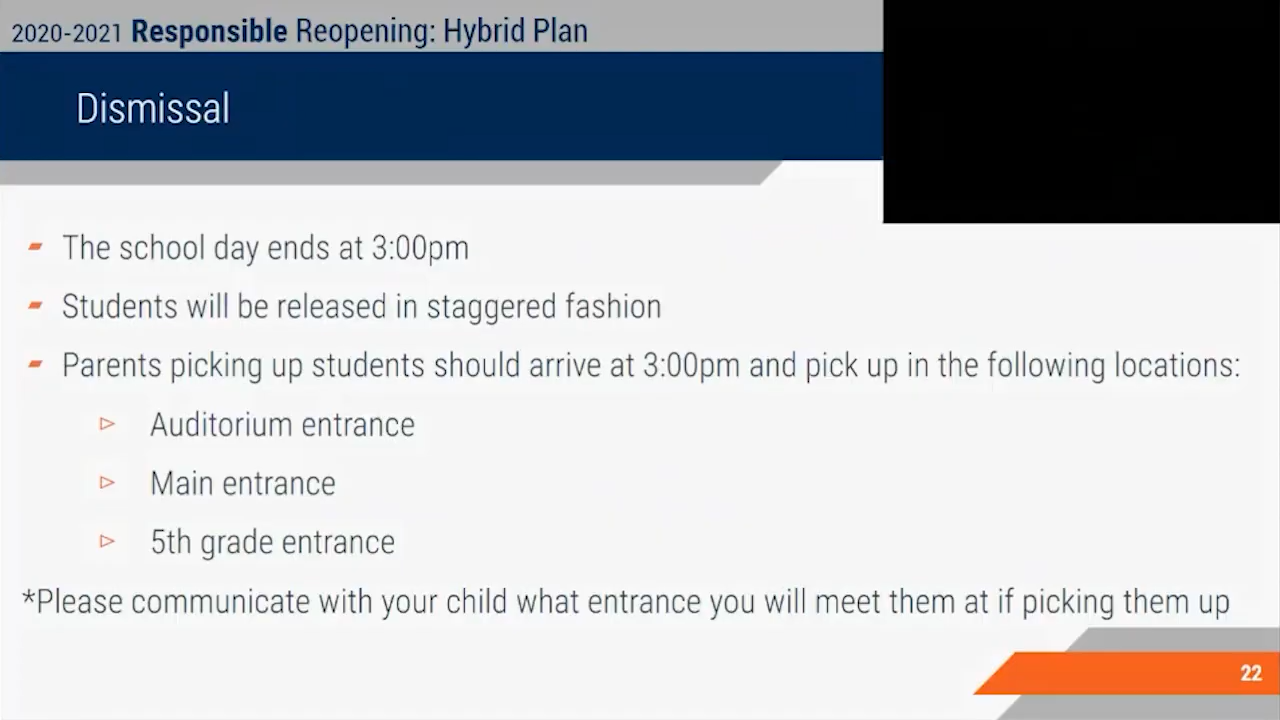 2020-2021 Responsible Reopening: Hybrid Plan
Dismissal
The school day ends at 3:00pm
Students will be released in staggered fashion
Parents picking up students should arrive at 3:00pm and pick up in the following locations:
Auditorium entrance
Main entrance
5th grade entrance
*Please communicate with your child what entrance you will meet them at if picking them up
22